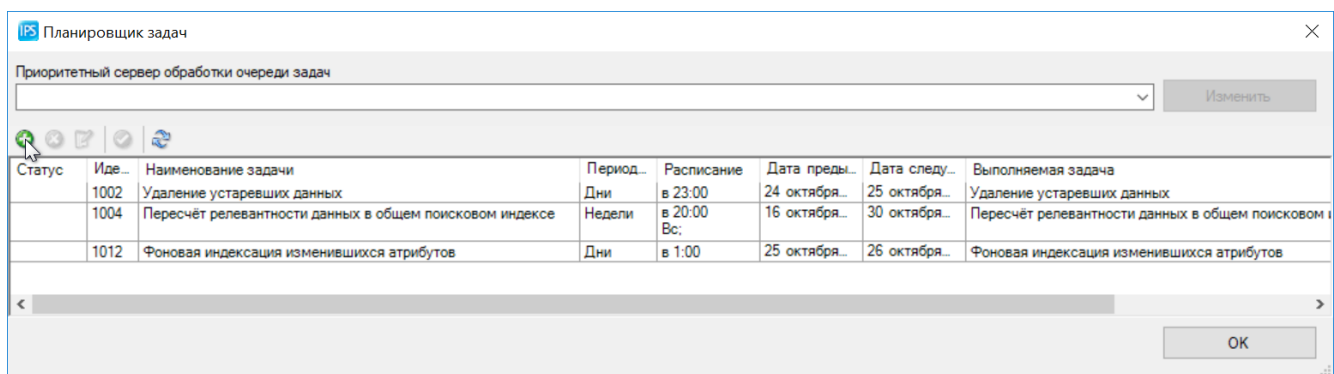 IPS Планировщик задач
Приоритетный сервер обработки очереди задач
Изменить
Статус Иде... Наименование задачи Период... Расписание Дата преды... Дата следу... Выполняемая задача
1002 Удаление устаревших данных Дни в 23:00 24 октября... 25 октября... Удаление устаревших данных
1004 Пересчёт релевантности данных в общем поисковом индексе Недели в 20:00 16 октября... 30 октября... Пересчёт релевантности данных в общем поисковом
Вс;
1012 Фоновая индексация изменившихся атрибутов Дни в 1:00 25 октября... 26 октября... Фоновая индексация изменившихся атрибутов
OK